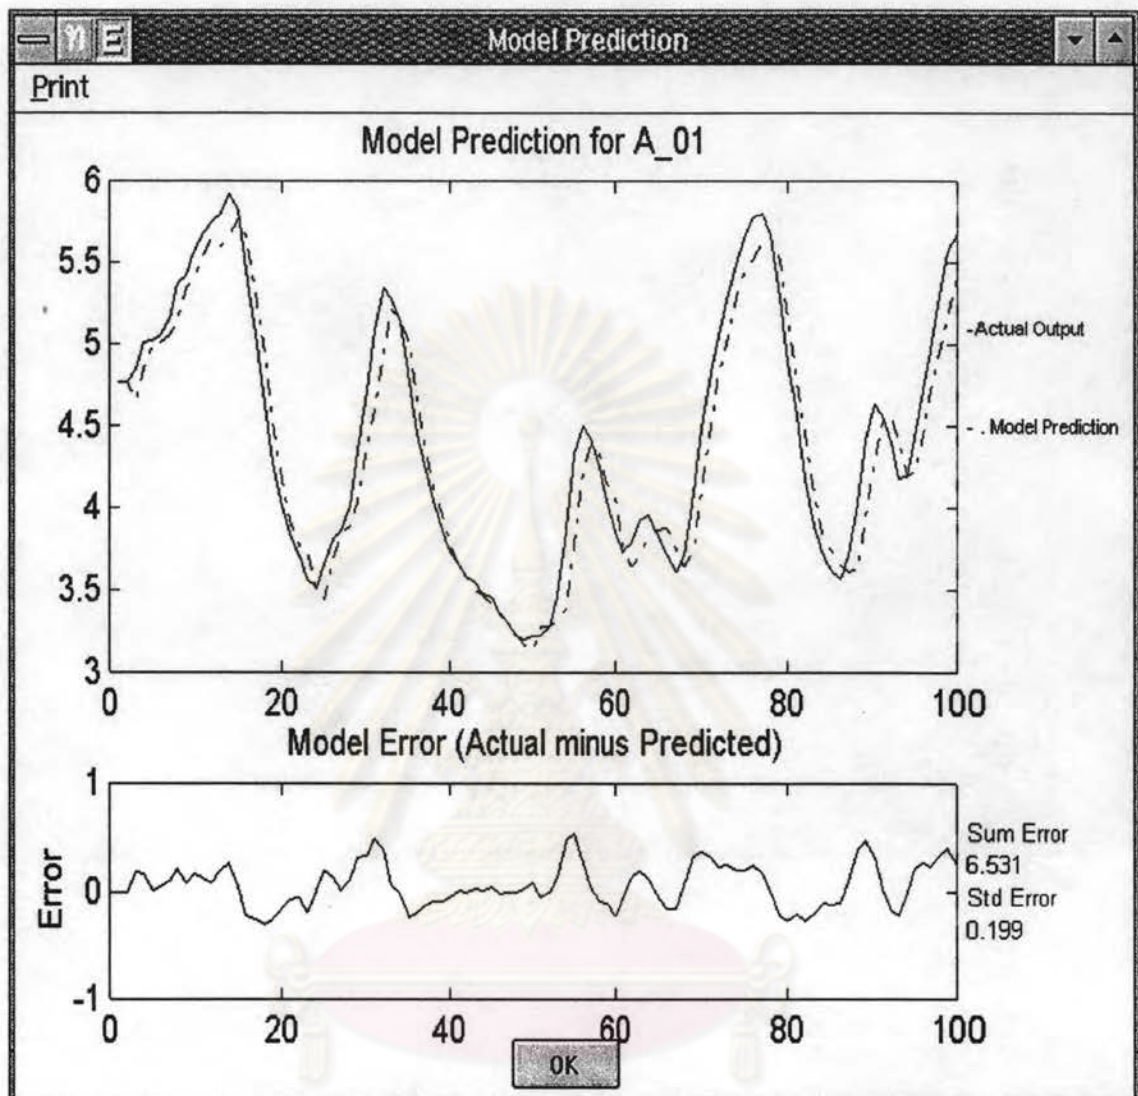 ก E Model Prediction
Print
Model Prediction for A_01
6
5.5
5
4.5
4
3.5
3
0 20 40 60 80 100
-Actual Output
- . Model Prediction
Model Error (Actual minus Predicted)
1
0
-1
Error
0 20 40 60 80 100
Sum Error
6.531
Std Error
0.199
OK